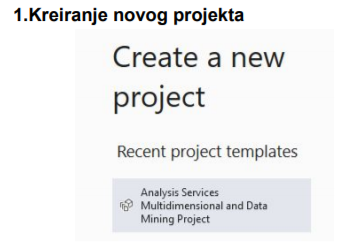 1.Kreiranje novog projekta
Create a new
project
Recent project templates
Analysis Services
Multidimensional and Data
Mining Project